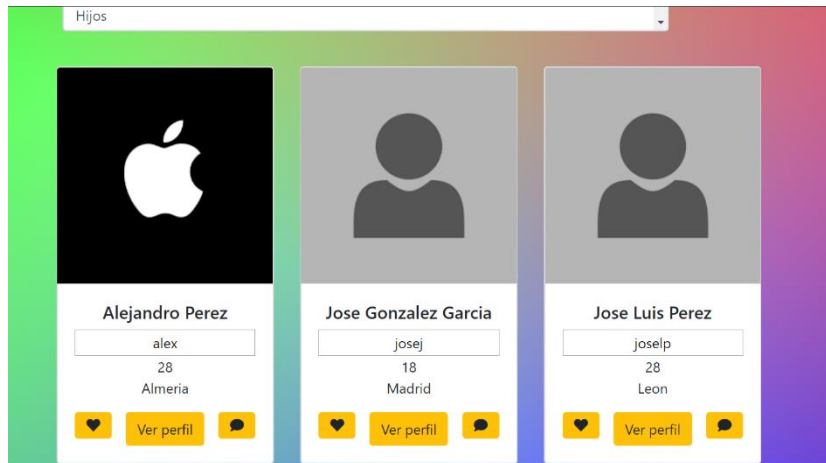 Hijos
Alejandro Perez
alex
28
Almeria
Ver perfil
Jose Gonzalez Garcia
josej
18
Madrid
Ver perfil
Jose Luis Perez
joselp
28
Leon
Ver perfil